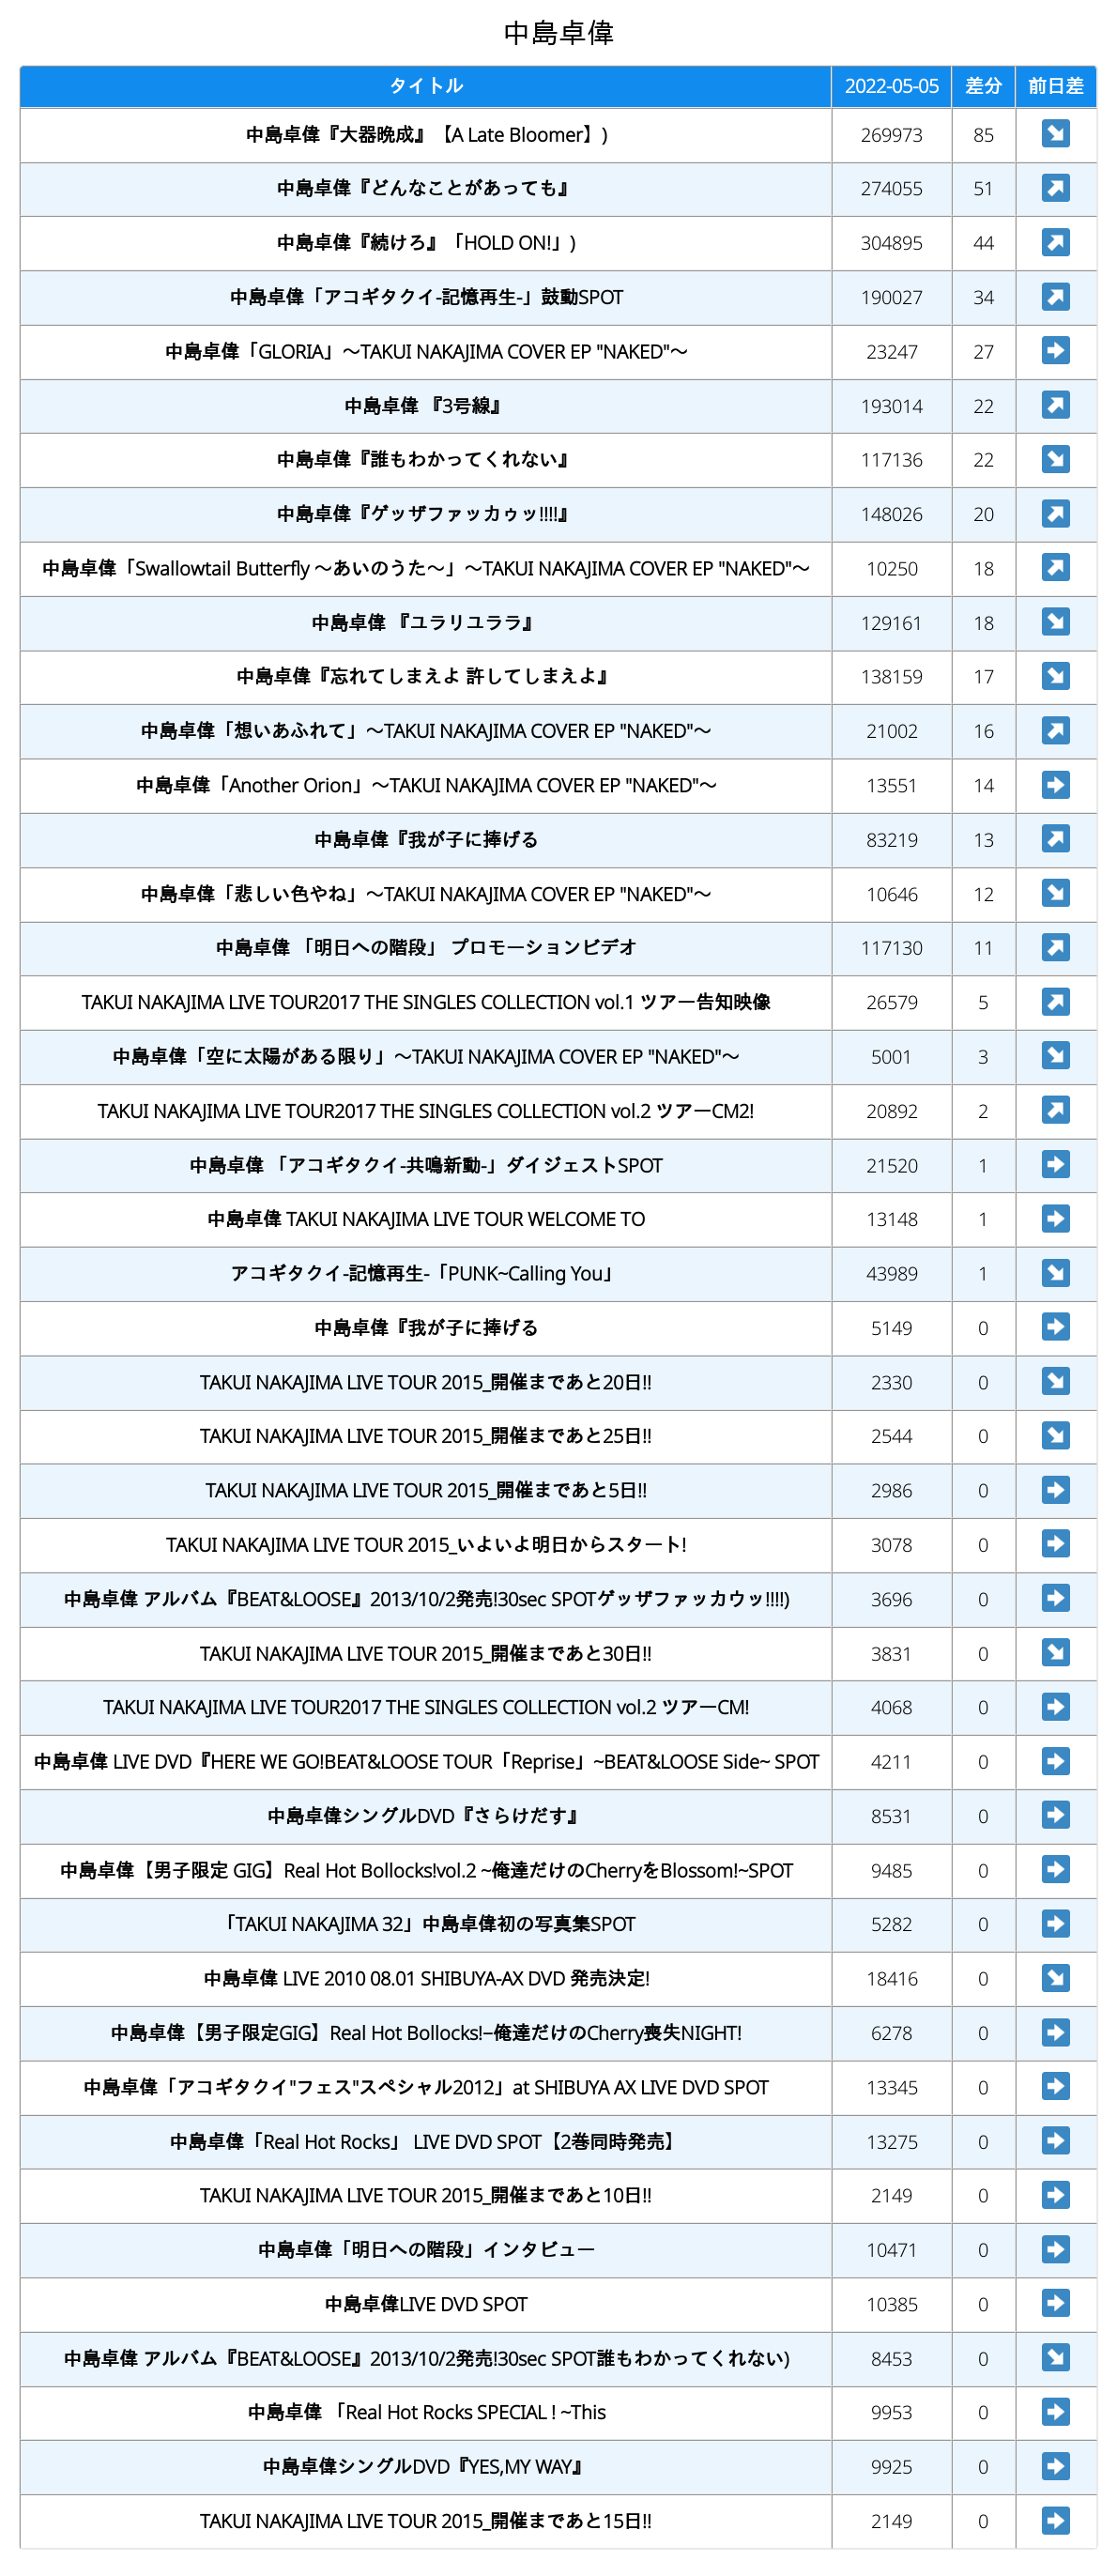 中島卓偉
タイトル 2022-05-05 差分 前日差
中島卓偉『大器晩成』【A Late Bloomer】) 269973 85
中島卓偉『どんなことがあっても』 274055 51
中島卓偉『続けろ』「HOLD ON!」) 304895 44
中島卓偉「アコギタクイ-記憶再生-」鼓動SPOT 190027 34
中島卓偉「GLORIA」〜TAKUI NAKAJIMA COVER EP "NAKED"〜 23247 27
中島卓偉 『3号線』 193014 22
中島卓偉『誰もわかってくれない』 117136 22
中島卓偉『ゲッザファッカゥッ!!!!』 148026 20
中島卓偉「Swallowtail Butterfly 〜あいのうた〜」〜TAKUI NAKAJIMA COVER EP "NAKED"〜 10250 18
中島卓偉 『ユラリユララ』 129161 18
中島卓偉『忘れてしまえよ 許してしまえよ』 138159 17
中島卓偉「想いあふれて」〜TAKUI NAKAJIMA COVER EP "NAKED"〜 21002 16
中島卓偉「Another Orion」〜TAKUI NAKAJIMA COVER EP "NAKED"〜 13551 14
中島卓偉『我が子に捧げる 83219 13
中島卓偉「悲しい色やね」〜TAKUI NAKAJIMA COVER EP "NAKED"〜 10646 12
中島卓偉 「明日への階段」 プロモーションビデオ 117130 11
TAKUI NAKAJIMA LIVE TOUR2017 THE SINGLES COLLECTION vol.1 ツアー告知映像 26579 5
中島卓偉「空に太陽がある限り」〜TAKUI NAKAJIMA COVER EP "NAKED"〜 5001 3
TAKUI NAKAJIMA LIVE TOUR2017 THE SINGLES COLLECTION vol.2 ツアーCM2! 20892 2
中島卓偉 「アコギタクイ-共鳴新動-」ダイジェストSPOT 21520 1
中島卓偉 TAKUI NAKAJIMA LIVE TOUR WELCOME TO 13148 1
アコギタクイ-記憶再生-「PUNK~Calling You」 43989 1
中島卓偉『我が子に捧げる 5149 0
TAKUI NAKAJIMA LIVE TOUR 2015_開催まであと20日!! 2330 0
TAKUI NAKAJIMA LIVE TOUR 2015_開催まであと25日!! 2544 0
TAKUI NAKAJIMA LIVE TOUR 2015_開催まであと5日!! 2986 0
TAKUI NAKAJIMA LIVE TOUR 2015_いよいよ明日からスタート! 3078 0
中島卓偉 アルバム『BEAT&LOOSE』2013/10/2発売!30sec SPOTゲッザファッカウッ!!!!) 3696 0
TAKUI NAKAJIMA LIVE TOUR 2015_開催まであと30日!! 3831 0
TAKUI NAKAJIMA LIVE TOUR2017 THE SINGLES COLLECTION vol.2 ツアーCM! 4068 0
中島卓偉 LIVE DVD『HERE WE GO!BEAT&LOOSE TOUR「Reprise」~BEAT&LOOSE Side~ SPOT 4211 0
中島卓偉シングルDVD『さらけだす』 8531 0
中島卓偉【男子限定 GIG】Real Hot Bollocks!vol.2 ~俺達だけのCherryをBlossom!~SPOT 9485 0
「TAKUI NAKAJIMA 32」中島卓偉初の写真集SPOT 5282 0
中島卓偉 LIVE 2010 08.01 SHIBUYA-AX DVD 発売決定! 18416 0
中島卓偉【男子限定GIG】Real Hot Bollocks!−俺達だけのCherry喪失NIGHT! 6278 0
中島卓偉「アコギタクイ"フェス"スペシャル2012」at SHIBUYA AX LIVE DVD SPOT 13345 0
中島卓偉「Real Hot Rocks」 LIVE DVD SPOT【2巻同時発売】 13275 0
TAKUI NAKAJIMA LIVE TOUR 2015_開催まであと10日!! 2149 0
中島卓偉「明日への階段」インタビュー 10471 0
中島卓偉LIVE DVD SPOT 10385 0
中島卓偉 アルバム『BEAT&LOOSE』2013/10/2発売!30sec SPOT誰もわかってくれない) 8453 0
中島卓偉 「Real Hot Rocks SPECIAL ! ~This 9953 0
中島卓偉シングルDVD『YES,MY WAY』 9925 0
TAKUI NAKAJIMA LIVE TOUR 2015_開催まであと15日!! 2149 0